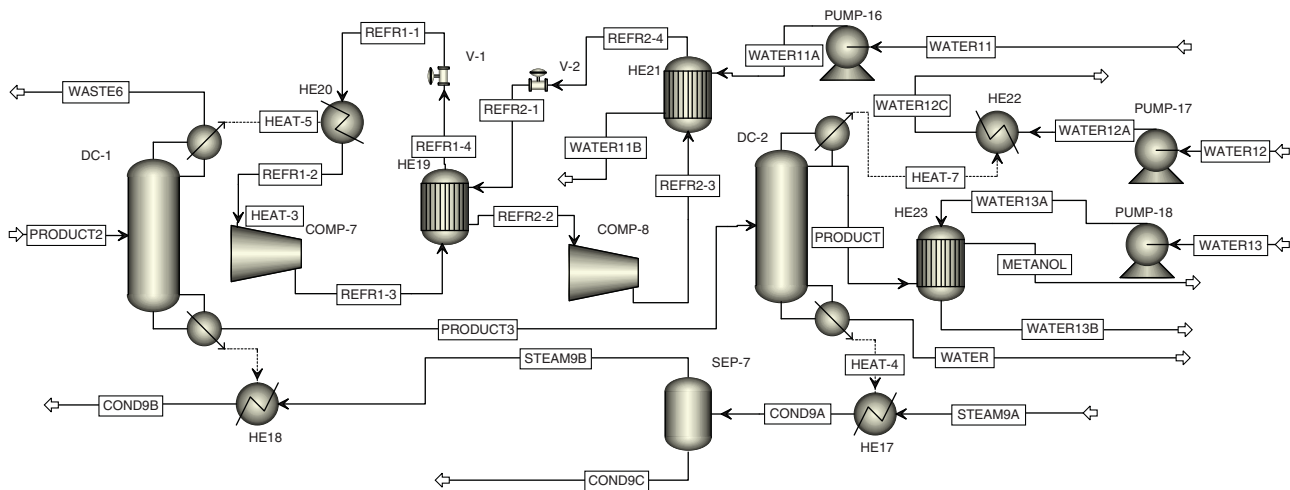 PUMP-16
REFR1-1
REFR2-4
WATER11A
WATER11
V-1
V-2
HE21
WASTE6
HE20
REFR2-1
WATER12C
HE22
PUMP-17
HEAT-5
WATER12A
DC-1
REFR1-4
WATER11B
DC-2
WATER12
HE19
REFR1-2
REFR2-3
HEAT-7
HEAT-3
REFR2-2
HE23
WATER13A
PUMP-18
PRODUCT2
COMP-7
COMP-8
PRODUCT
WATER13
METANOL
REFR1-3
PRODUCT3
WATER13B
STEAM9B
SEP-7
HEAT-4
WATER
COND9B
COND9A
STEAM9A
HE18
HE17
COND9C